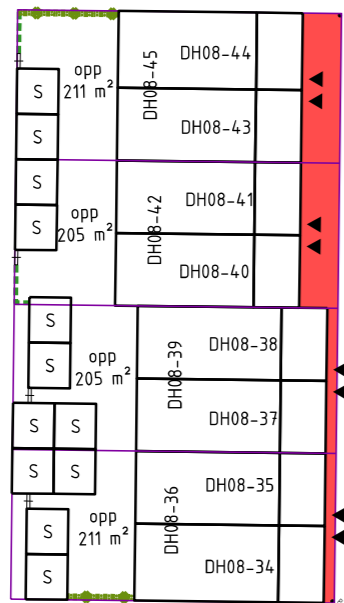 DH08-44
DH08-45
opp
211 m²
S
DH08-43
S
S
DH08-41
DH08-42
opp
205 m²
S
DH08-40
S
DH08-38
S
opp
205 m²
DH08-39
S S
DH08-37
S S
DH08-35
DH08-36
opp
211 m²
S
DH08-34
S